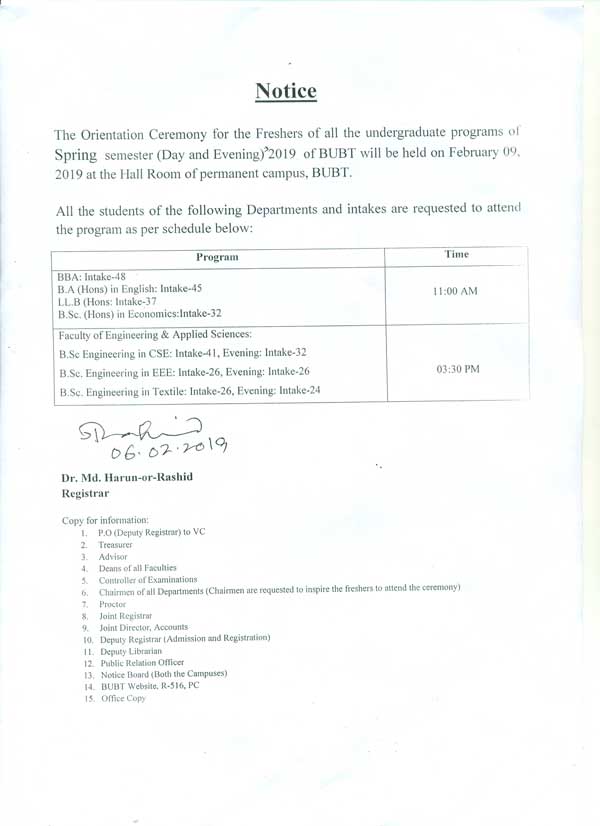 Notice
The Orientation Ceremony for the Freshers of all the undergraduate programs of
Spring semester (Day and Evening)’2019 of BUBT will be held on February 09,
2019 at the Hall Room of permanent campus, BUBT.
All the students of the following Departments and intakes are requested to attend
the program as per schedule below:
Program Time
BBA: Intake-48
B.A (Hons) in English: Intake-45
LL.B (Hons: Intake-37
B.Sc. (Hons) in Economics:Intake-32
11:00 AM
Faculty of Engineering & Applied Sciences:
B.Sc Engineering in CSE: Intake-41, Evening: Intake-32
B.Sc. Engineering in EEE: Intake-26, Evening: Intake-26
B.Sc. Engineering in Textile: Intake-26, Evening: Intake-24
03:30 PM
06.02.2019
Dr. Md. Harun-or-Rashid
Registrar
Copy for information:
1. P.O (Deputy Registrar) to VC
2. Treasurer
3. Advisor
4. Deans of all Faculties
5. Controller of Examinations
6. Chairmen of all Departments (Chairmen are requested to inspire the freshers to attend the ceremony)
7. Proctor
8. Joint Registrar
9. Joint Director, Accounts
10. Deputy Registrar (Admission and Registration)
11. Deputy Librarian
12. Public Relation Officer
13. Notice Board (Both the Campuses)
14. BUBT Website, R-516, PC
15. Office Copy